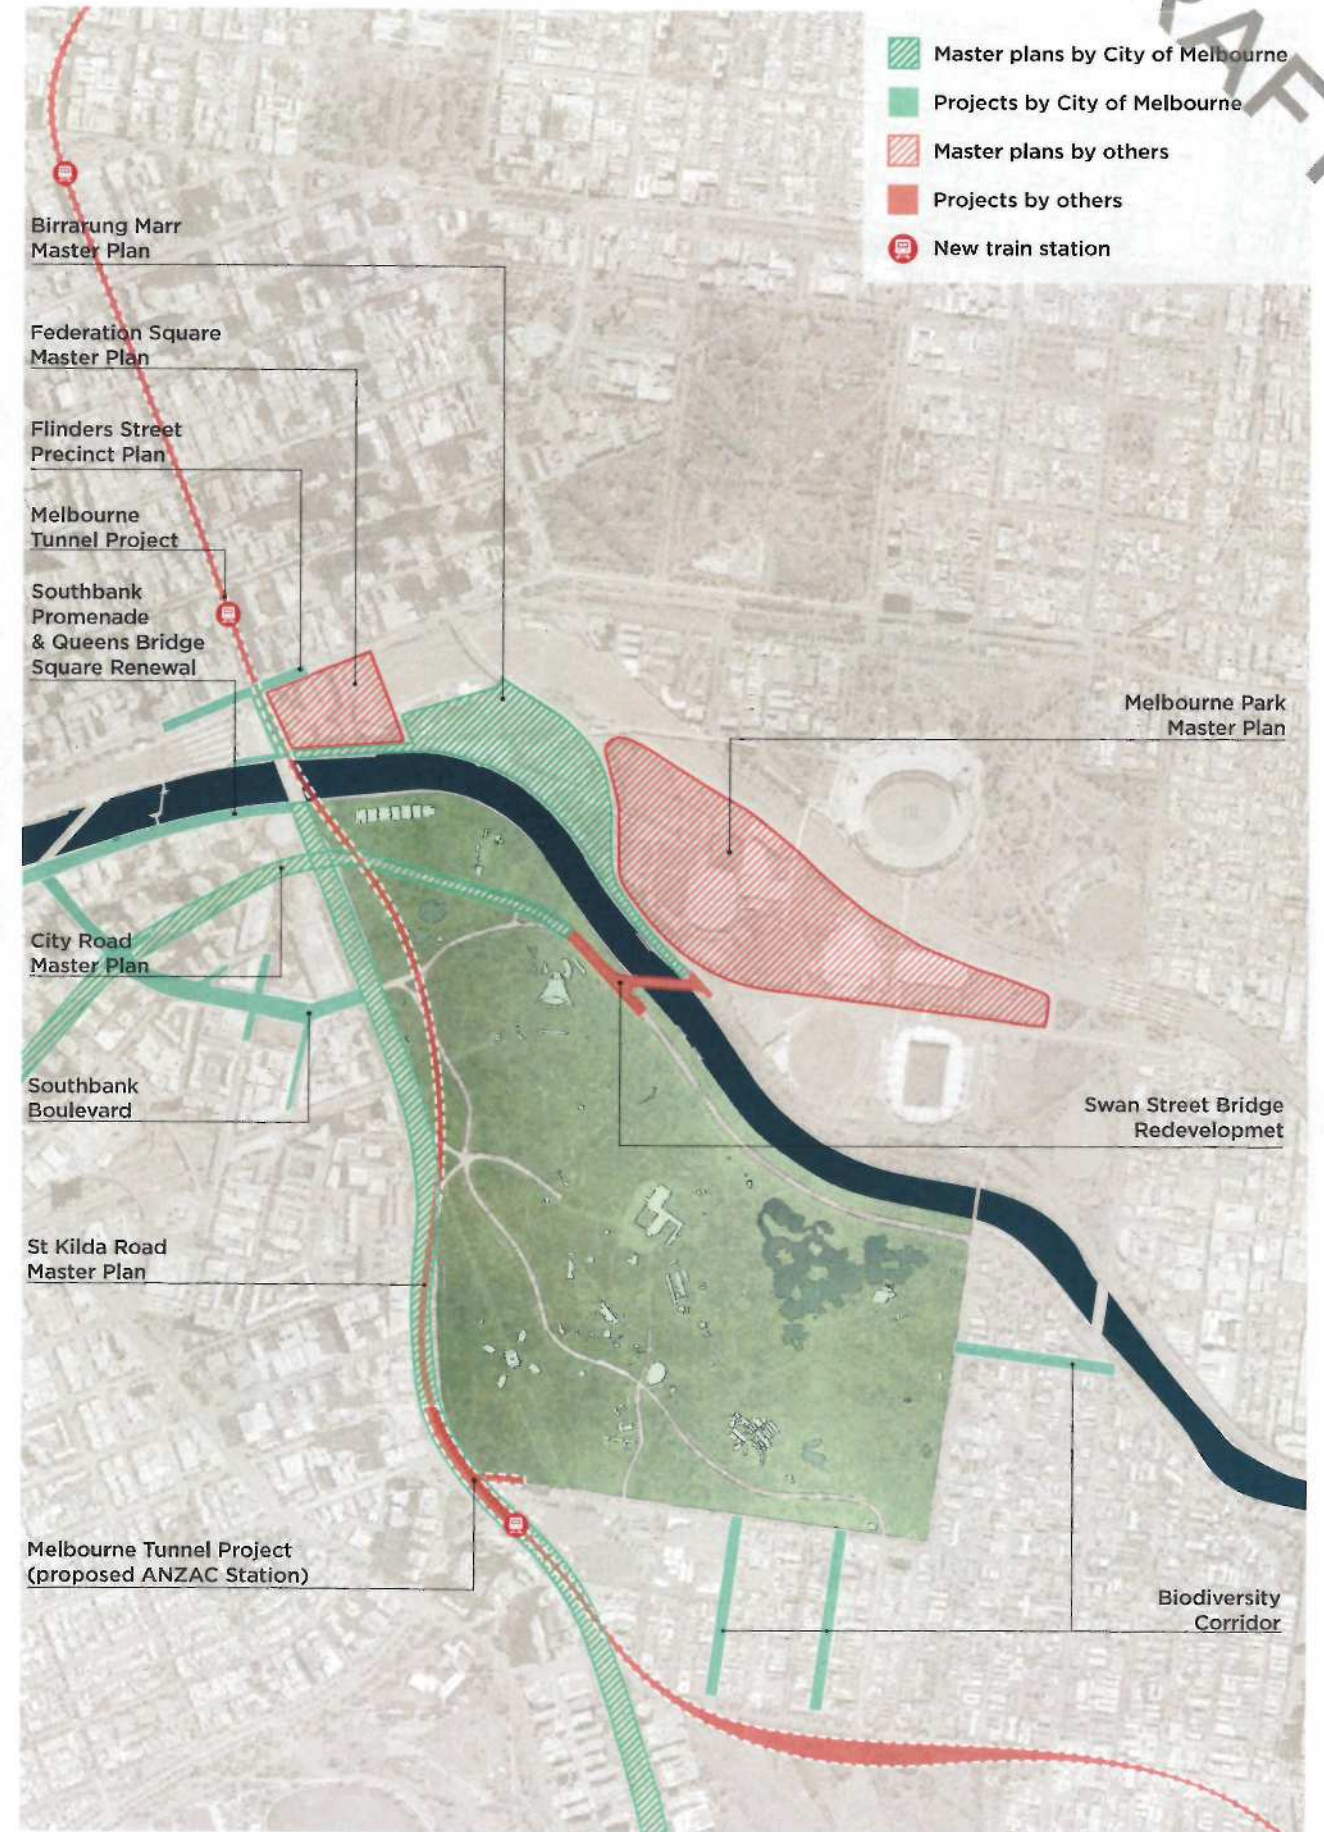 Master plans by City of Melbourne
Projects by City of Melbourne
Master plans by others
Projects by others
New train station
Birrarung Marr
Master Plan
Federation Square
Master Plan
Flinders Street
Precinct Plan
Melbourne
Tunnel Project
Southbank
Promenade
& Queens Bridge
Square Renewal
Melbourne Park
Master Plan
City Road
Master Plan
Southbank
Boulevard
Swan Street Bridge
Redevelopmet
St Kilda Road
Master Plan
Melbourne Tunnel Project
(proposed ANZAC Station)
Biodiversity
Corridor